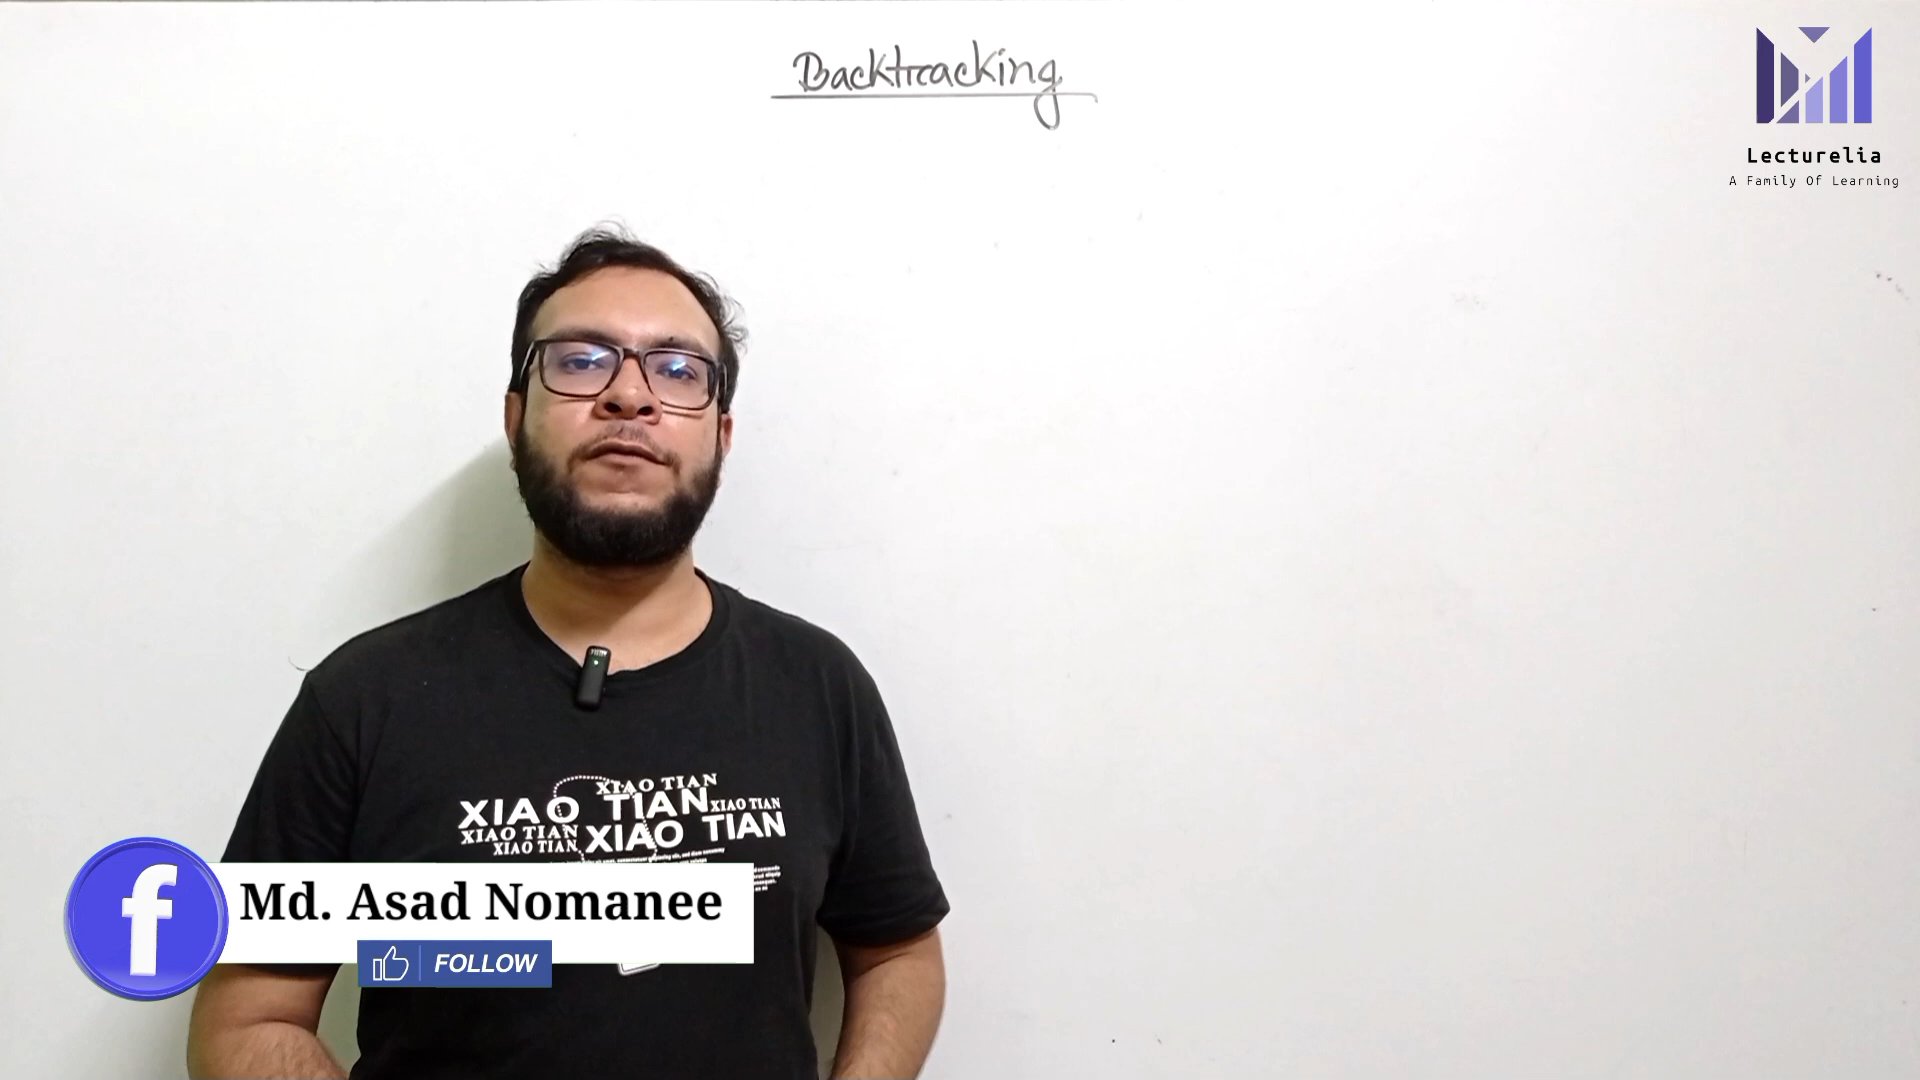 Backtracking
Lecturelia
A Family Of Learning
XIAO TIAN
XIAO TIAN XIAO TIAN
XIAO TIAN XIAO TIAN
XIAO TIAN
Md. Asad Nomanee
FOLLOW